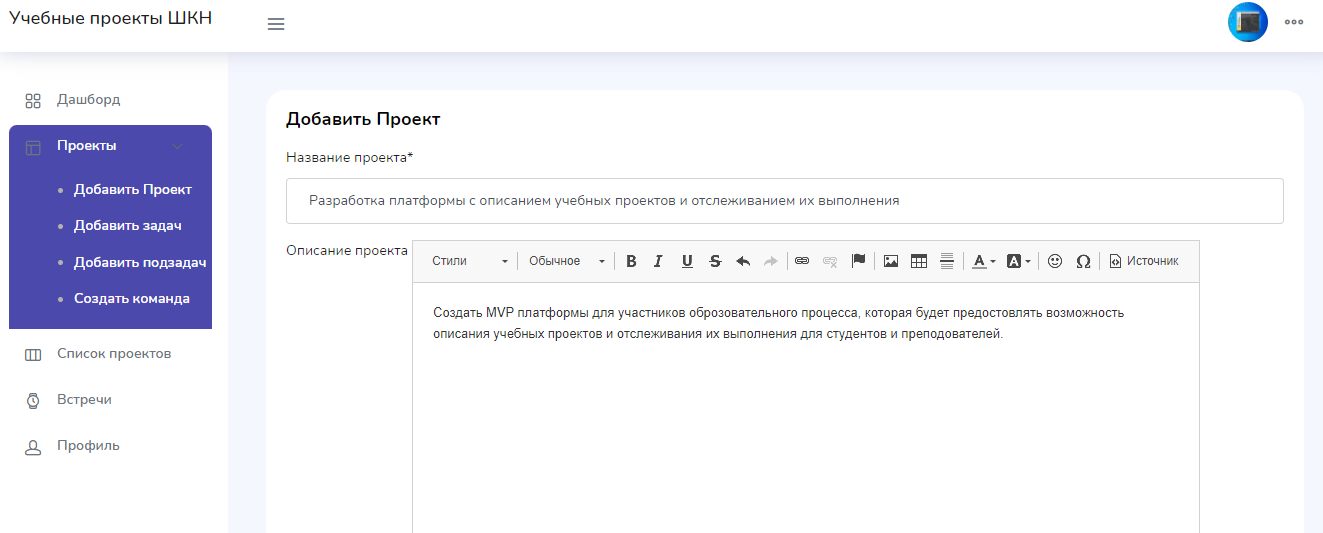 Учебные проекты ШКН
Дашборд
Проекты
Добавить Проект
Добавить задач
Добавить подзадач
Создать команда
Список проектов
Встречи
Профиль
Добавить Проект
Название проекта*
Разработка платформы с описанием учебных проектов и отслеживанием их выполнения
Описание проекта
Стили Обычное B I U S A A Ω Источник
Создать MVP платформы для участников оброзовательного процесса, которая будет предостовлять возможность
описания учебных проектов и отслеживания их выполнения для студентов и преподователей.